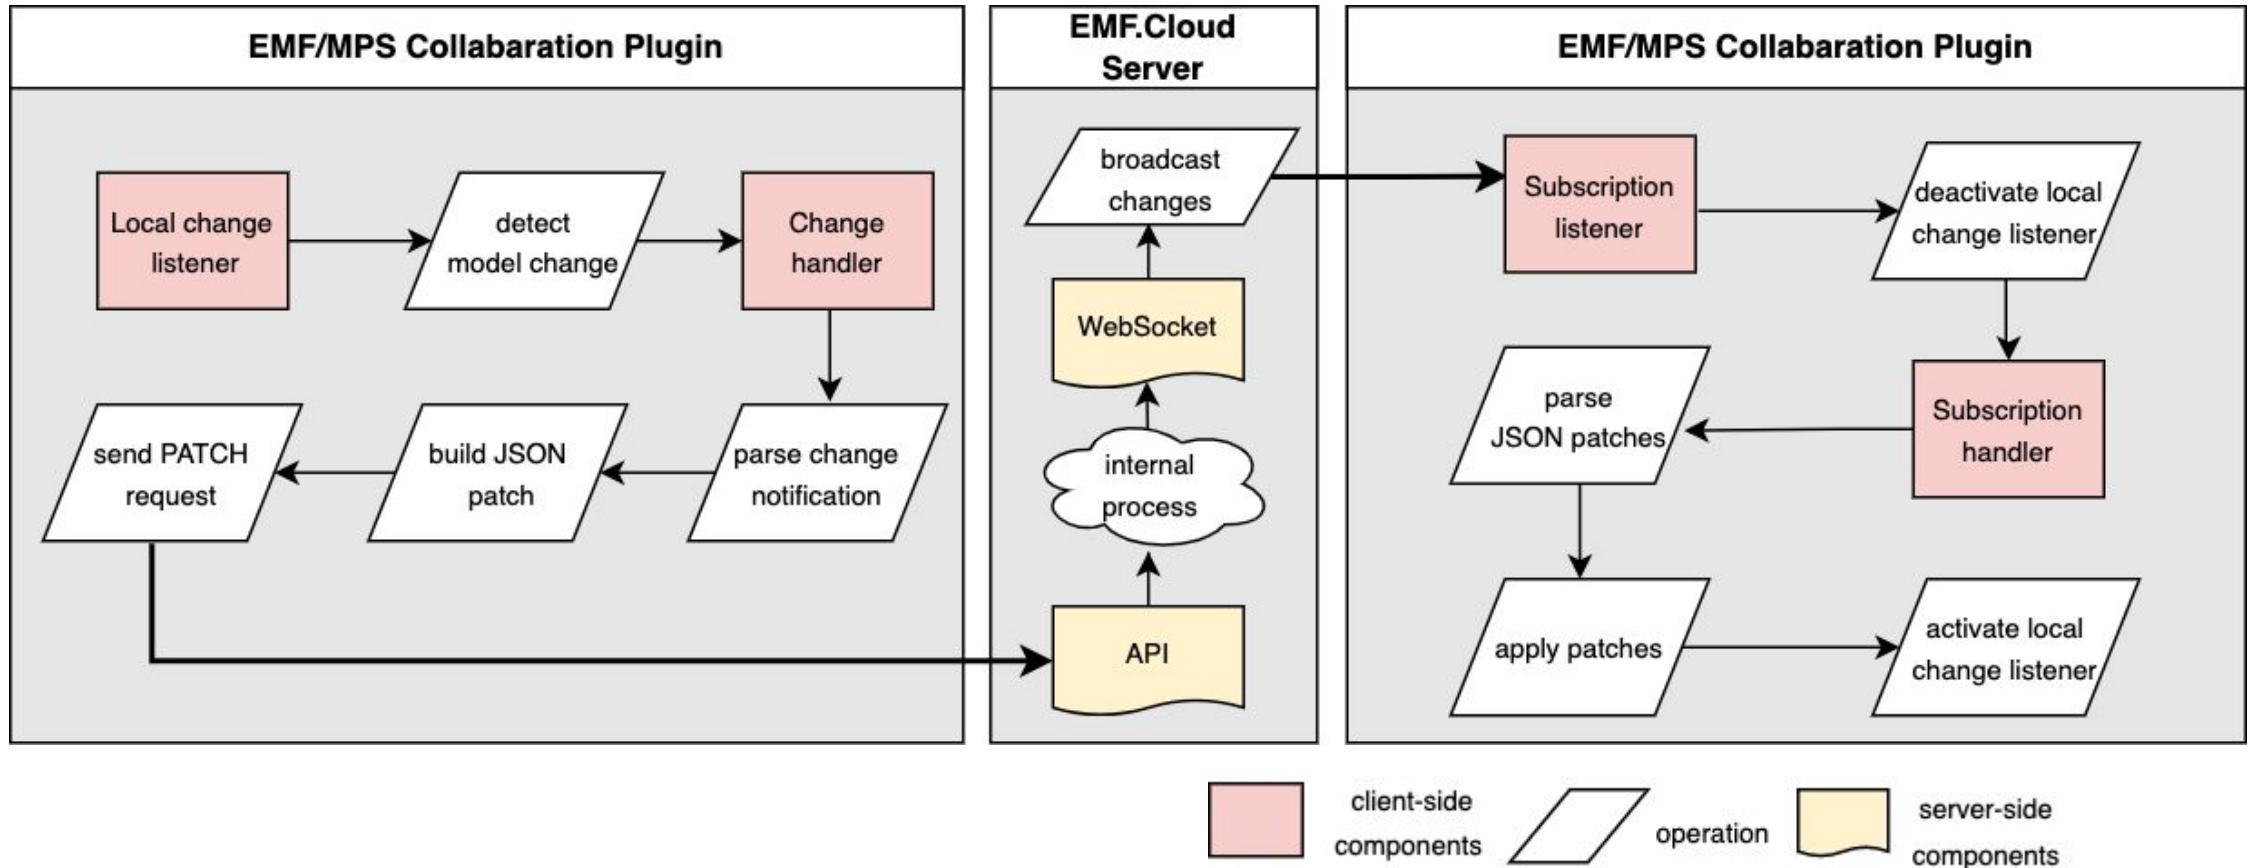 EMF/MPS Collabaration Plugin
Local change
listener
detect
model change
Change
handler
parse change
notification
build JSON
patch
send PATCH
request
EMF.Cloud
Server
broadcast
changes
WebSocket
internal
process
API
EMF/MPS Collabaration Plugin
Subscription
listener
deactivate local
change listener
Subscription
handler
parse
JSON patches
apply patches
activate local
change listener
client-side
components
operation
server-side
components